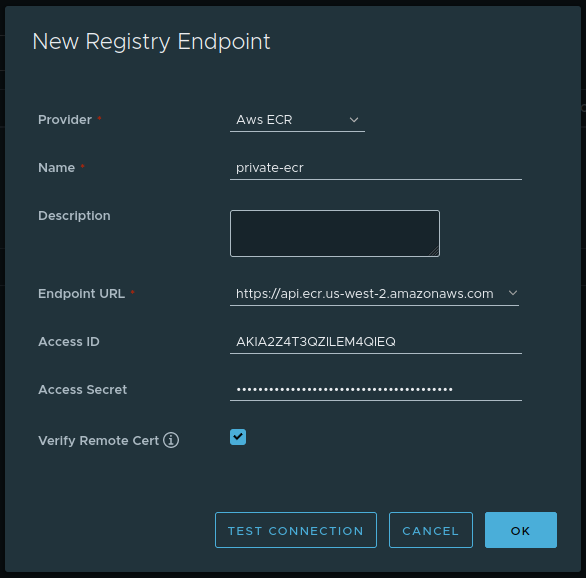 New Registry Endpoint
Provider *
Aws ECR
Name *
private-ecr
Description
Endpoint URL *
https://api.ecr.us-west-2.amazonaws.com
Access ID
AKIA2Z4T3QZILEM4QIEQ
Access Secret
••••••••••••••••••••••••••••••••••••••••
Verify Remote Cert
TEST CONNECTION
CANCEL
OK